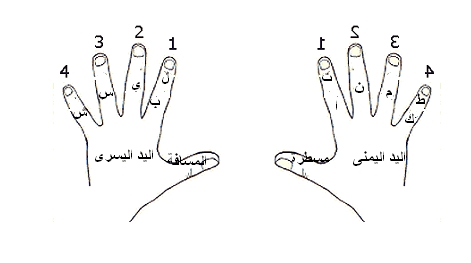 4 3 2 1
1 2 3 4
ش س ي ل ب
ت ا ن م ط ك
اليد اليسرى
المسافة
مسطرة
اليد اليمنى